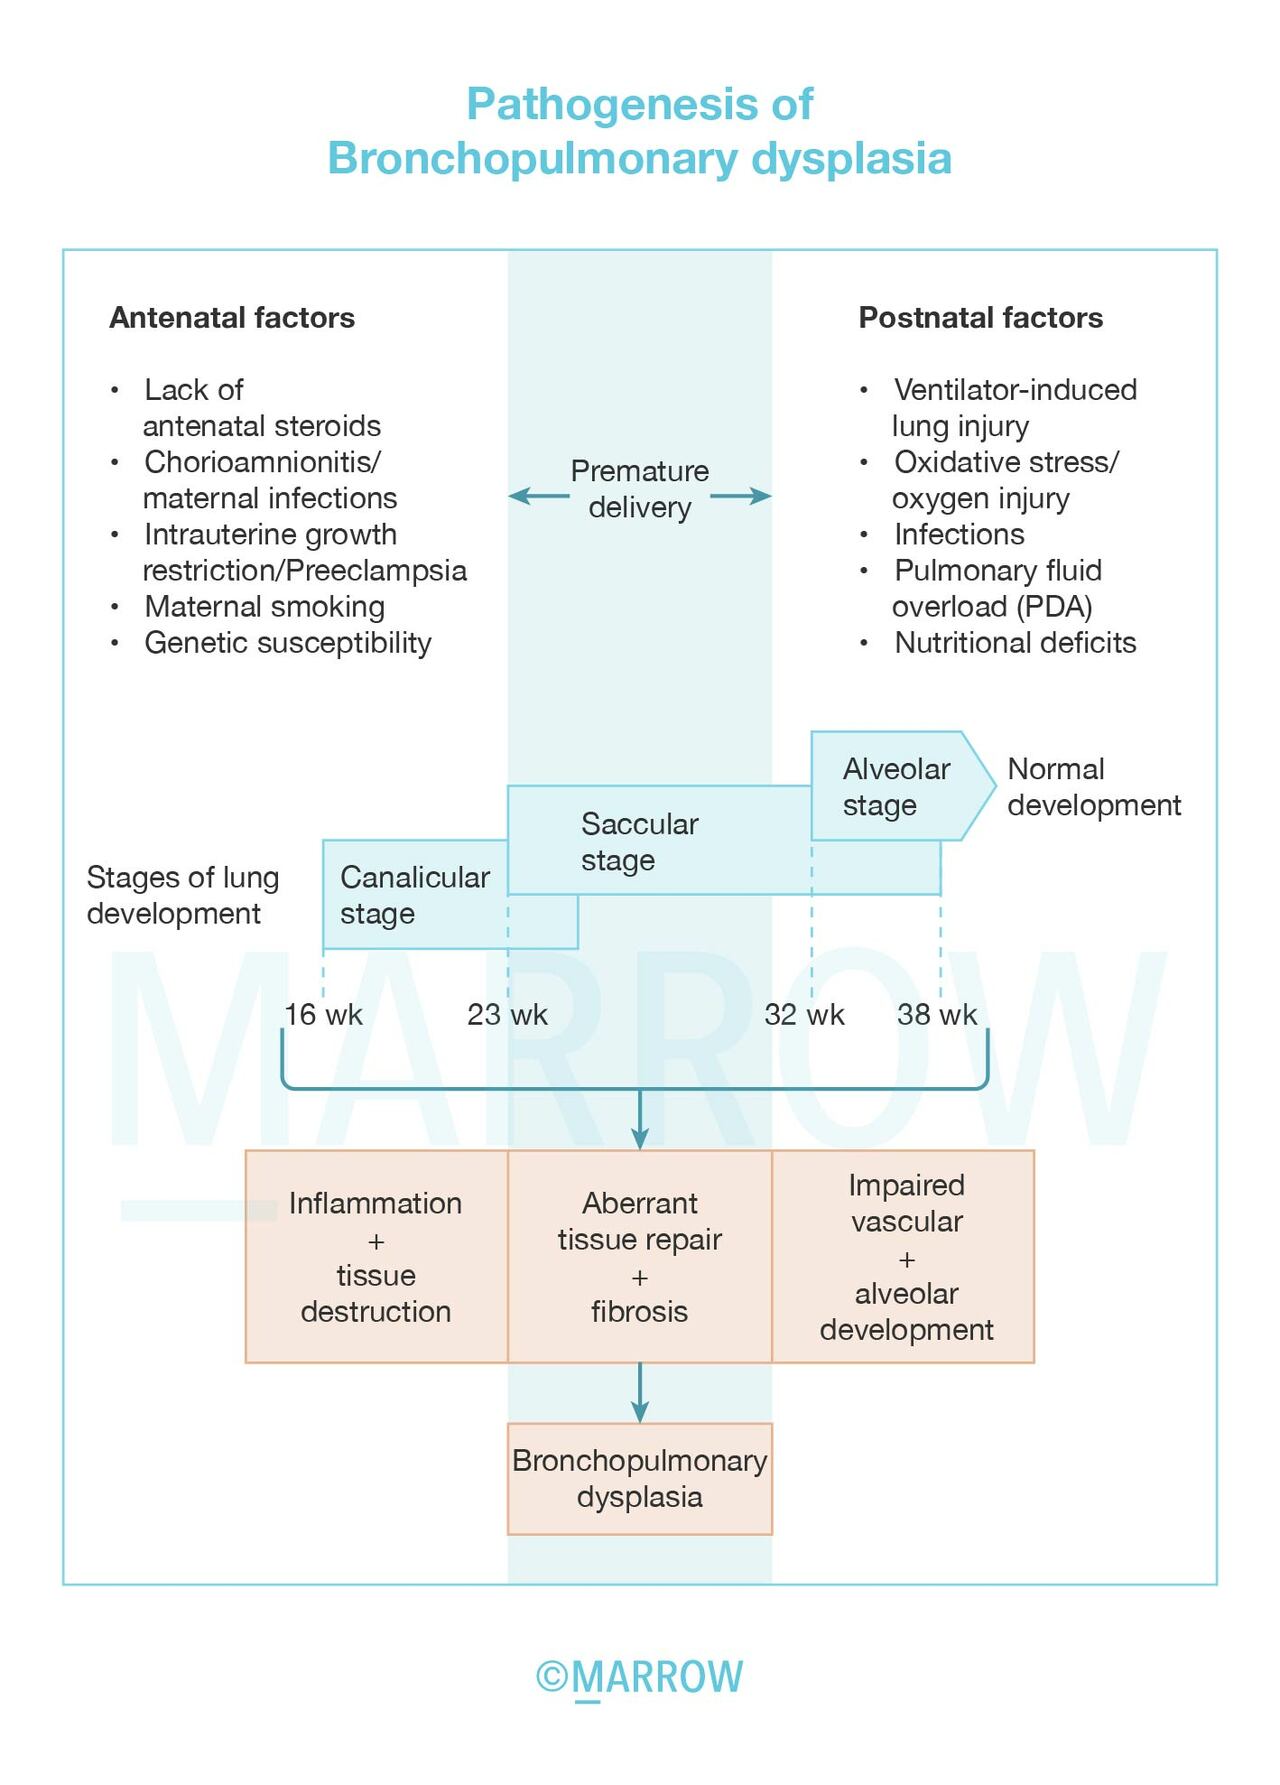 Pathogenesis of
Bronchopulmonary dysplasia
Antenatal factors
• Lack of
antenatal steroids
• Chorioamnionitis/
maternal infections
• Intrauterine growth
restriction/Preeclampsia
• Maternal smoking
• Genetic susceptibility
Premature
delivery
Postnatal factors
• Ventilator-induced
lung injury
• Oxidative stress/
oxygen injury
• Infections
• Pulmonary fluid
overload (PDA)
• Nutritional deficits
Stages of lung
development
Canalicular
stage
Saccular
stage
Alveolar
stage
Normal
development
16 wk
23 wk
32 wk
38 wk
MARROW
Inflammation
+
tissue
destruction
Aberrant
tissue repair
+
fibrosis
Impaired
vascular
+
alveolar
development
Bronchopulmonary
dysplasia
©MARROW